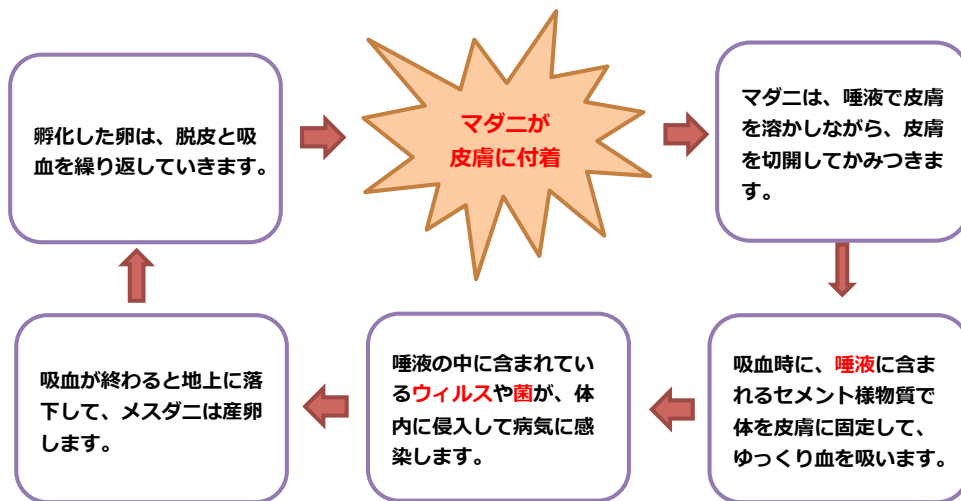 孵化した卵は、脱皮と吸
血を繰り返していきます。
マダニが
皮膚に付着
マダニは、唾液で皮膚
を溶かしながら、皮膚
を切開してかみつきま
す。
吸血時に、唾液に含ま
れるセメント様物質で
体を皮膚に固定して、
ゆっくり血を吸います。
唾液の中に含まれてい
るウィルスや菌が、体
内に侵入して病気に感
染します。
吸血が終わると地上に落
下して、メスダニは産卵
します。